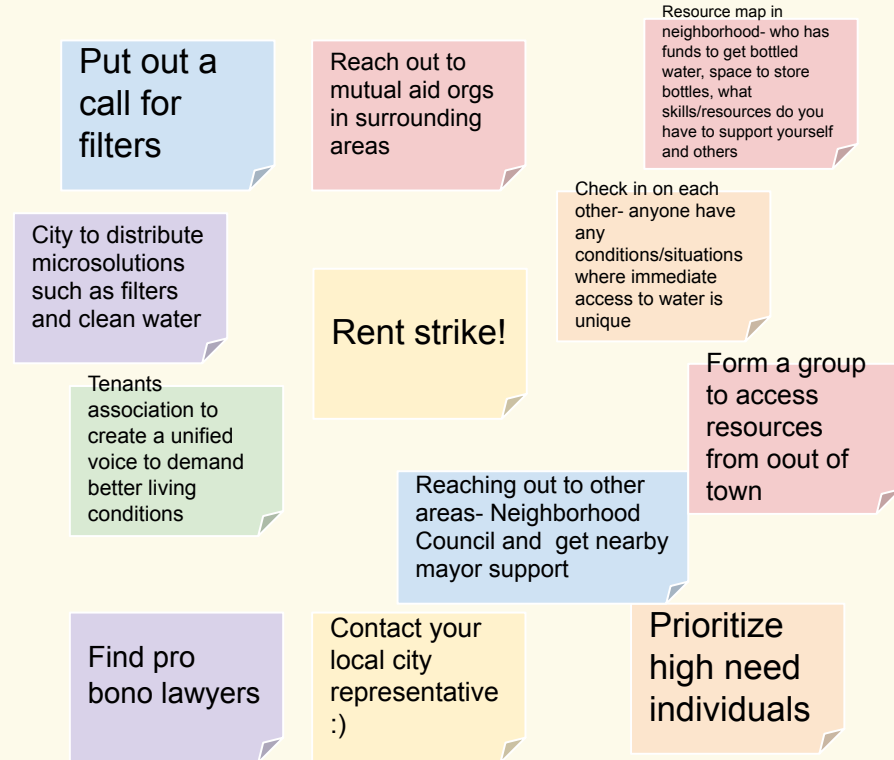 Put out a
call for
filters
Reach out to
mutual aid orgs
in surrounding
areas
Resource map in
neighborhood- who has
funds to get bottled
water, space to store
bottles, what
skills/resources do you
have to support yourself
and others
City to distribute
microsolutions
such as filters
and clean water
Rent strike!
Check in on each
other- anyone have
any
conditions/situations
where immediate
access to water is
unique
Tenants
association to
create a unified
voice to demand
better living
conditions
Form a group
to access
resources
from oout of
town
Reaching out to other
areas- Neighborhood
Council and  get nearby
mayor support
Find pro
bono lawyers
Contact your
local city
representative
:)
Prioritize
high need
individuals